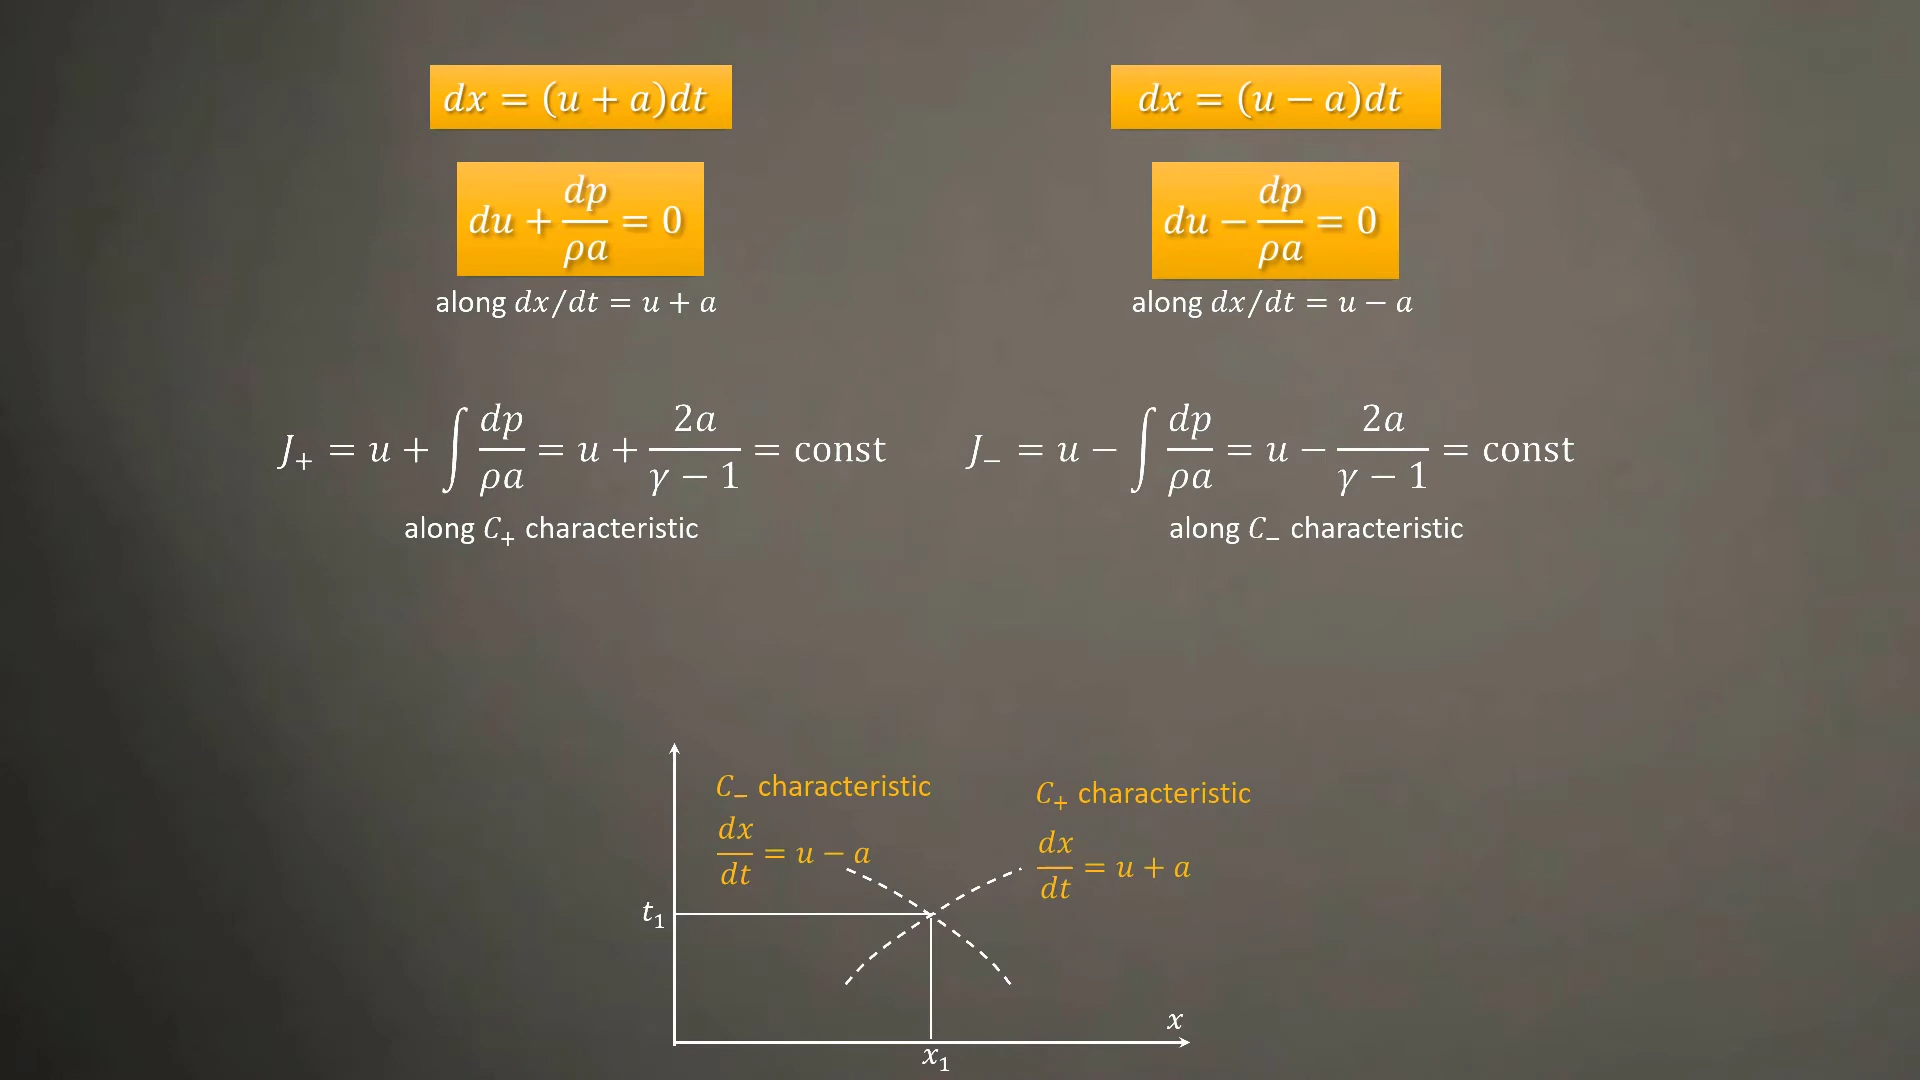 dx = (u + a)dt
du + dp/ρa = 0
along dx/dt = u + a
J₊ = u + ∫ dp/ρa = u + 2a/(γ − 1) = const
along C₊ characteristic
dx = (u − a)dt
du − dp/ρa = 0
along dx/dt = u − a
J₋ = u − ∫ dp/ρa = u − 2a/(γ − 1) = const
along C₋ characteristic
C₋ characteristic
dx/dt = u − a
C₊ characteristic
dx/dt = u + a
t₁
x
x₁